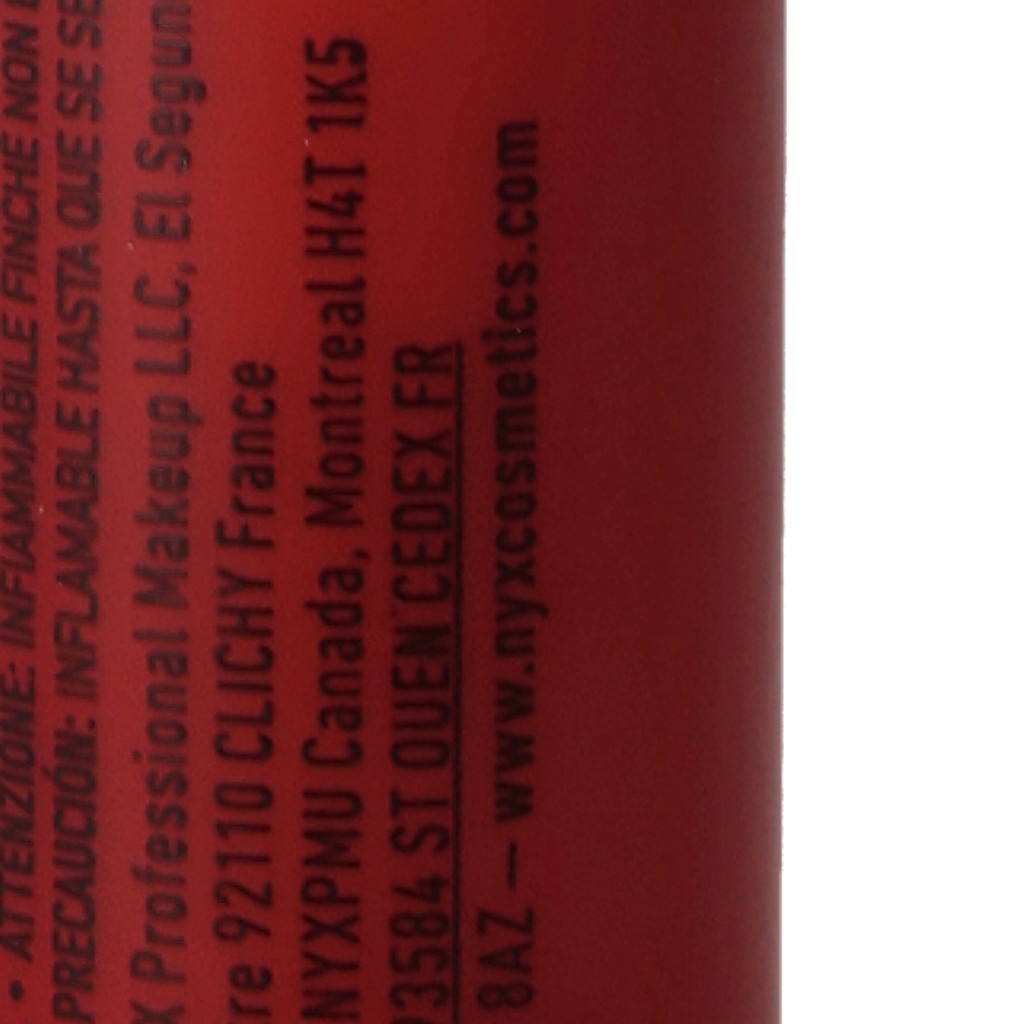 • ATTENZIONE: INFIAMMABILE FINCHE NON
PRECAUCIÓN: INFLAMABLE HASTA QUE SE SE
X Professional Makeup LLC, El Segun
re 92110 CLICHY France
NYXPMU Canada, Montreal H4T 1K5
93584 ST OUEN CEDEX FR
8AZ – www.nyxcosmetics.com